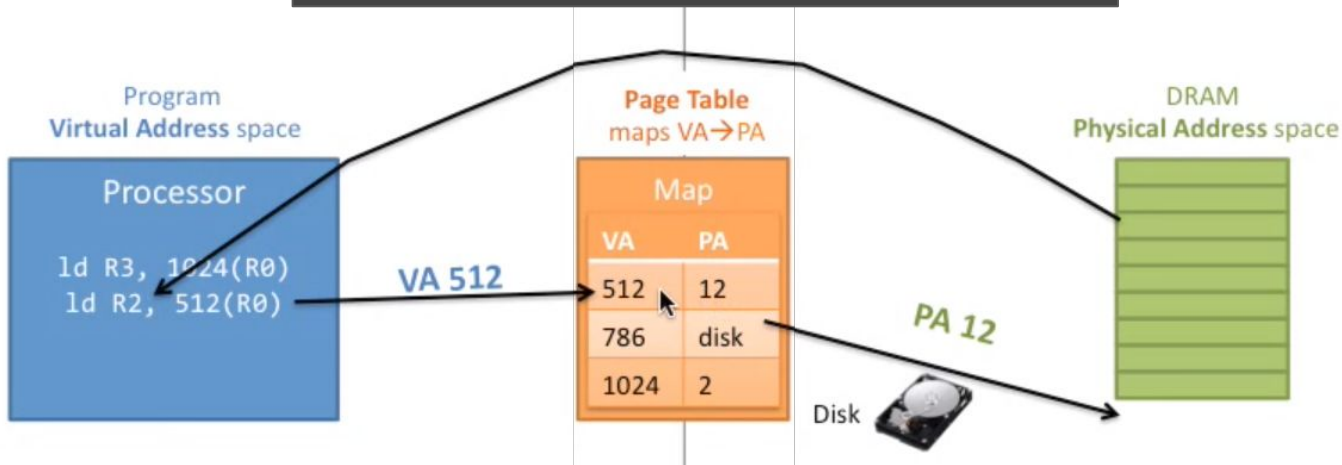 Program
Virtual Address space
Processor
ld R3, 1024(R0)
ld R2, 512(R0)
VA 512
Page Table
maps VA→PA
Map
VA PA
512 12
786 disk
1024 2
PA 12
Disk
DRAM
Physical Address space